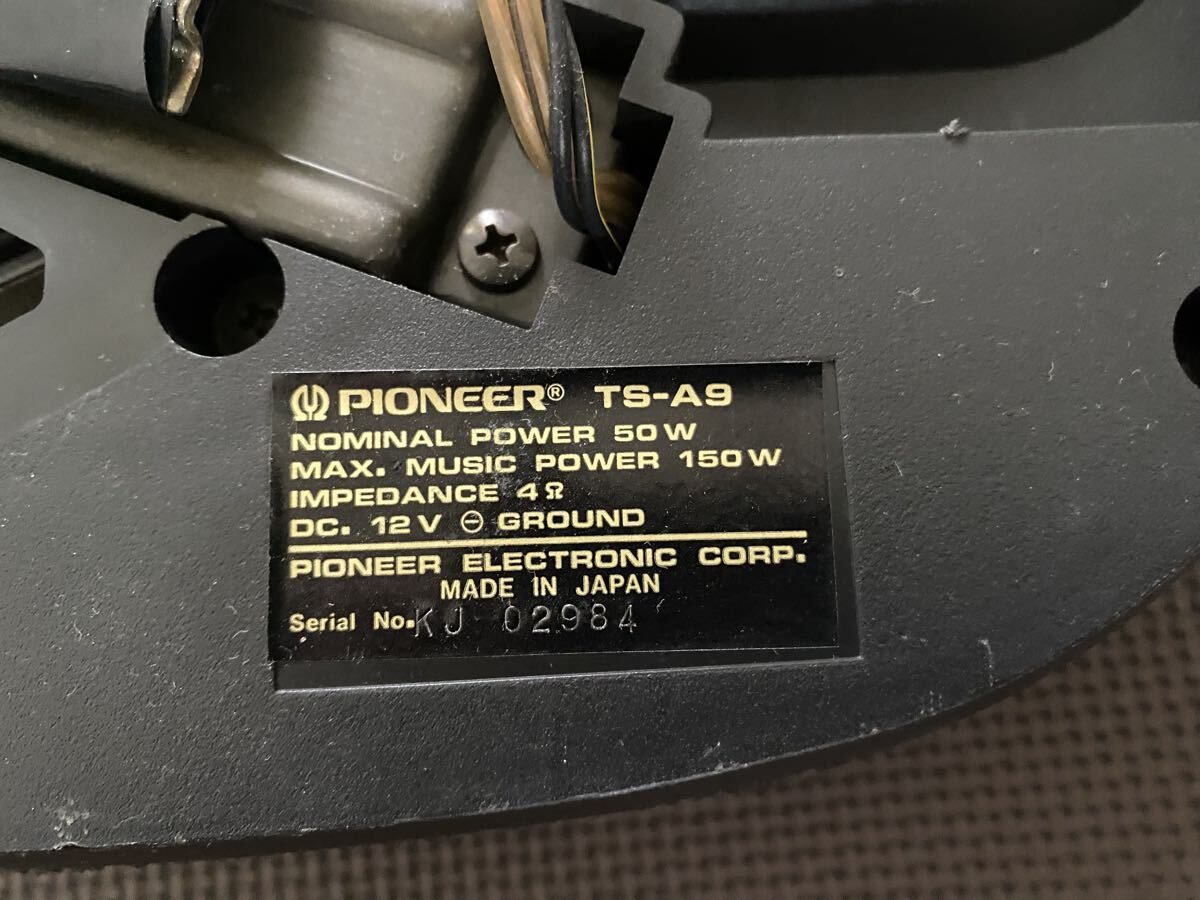 PIONEER® TS-A9
NOMINAL POWER 50W
MAX. MUSIC POWER 150W
IMPEDANCE 4Ω
DC. 12V ⊖ GROUND
PIONEER ELECTRONIC CORP.
MADE IN JAPAN
Serial No. KJ 02984